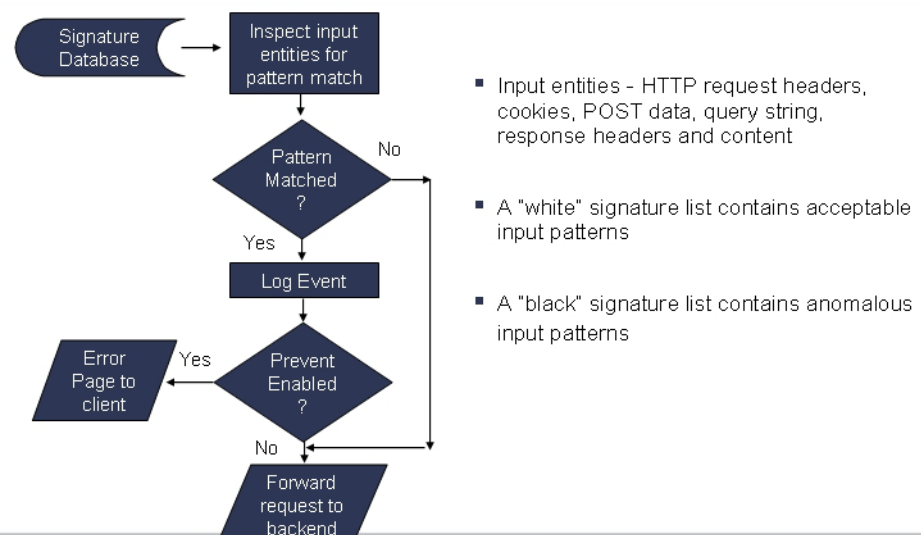 Signature
Database
Inspect input
entities for
pattern match
Pattern
Matched
?
No
Yes
Log Event
Prevent
Enabled
?
Yes
Error
Page to
client
No
Forward
request to
backend
▪ Input entities - HTTP request headers,
cookies, POST data, query string,
response headers and content
▪ A "white" signature list contains acceptable
input patterns
▪ A "black" signature list contains anomalous
input patterns